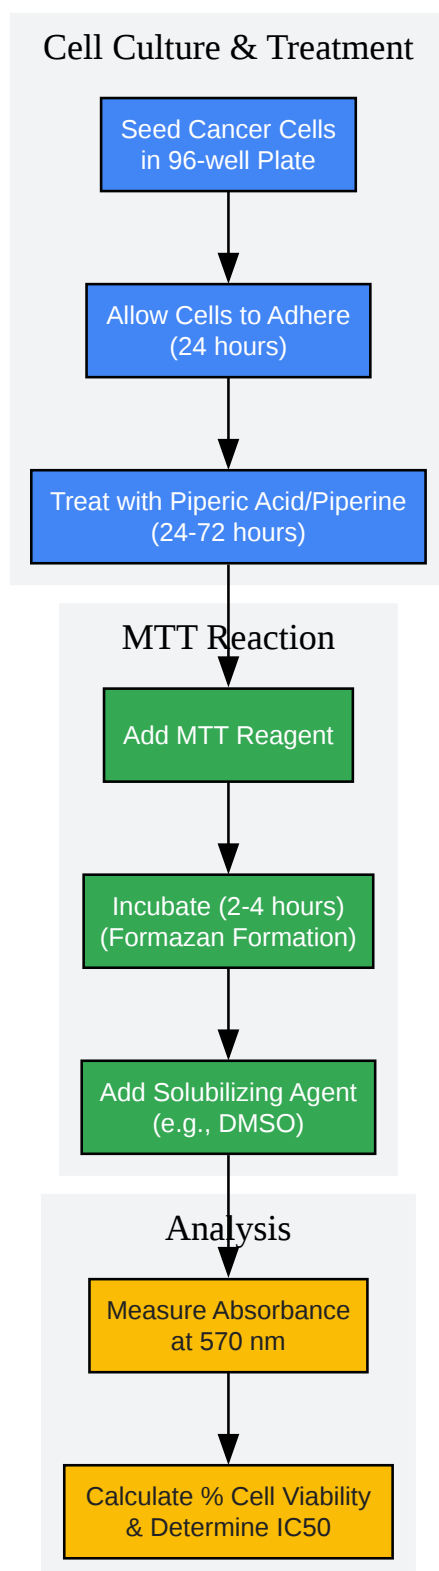 Cell Culture & Treatment
Seed Cancer Cells
in 96-well Plate
Allow Cells to Adhere
(24 hours)
Treat with Piperic Acid/Piperine
(24-72 hours)
MTT Reaction
Add MTT Reagent
Incubate (2-4 hours)
(Formazan Formation)
Add Solubilizing Agent
(e.g., DMSO)
Analysis
Measure Absorbance
at 570 nm
Calculate % Cell Viability
& Determine IC50